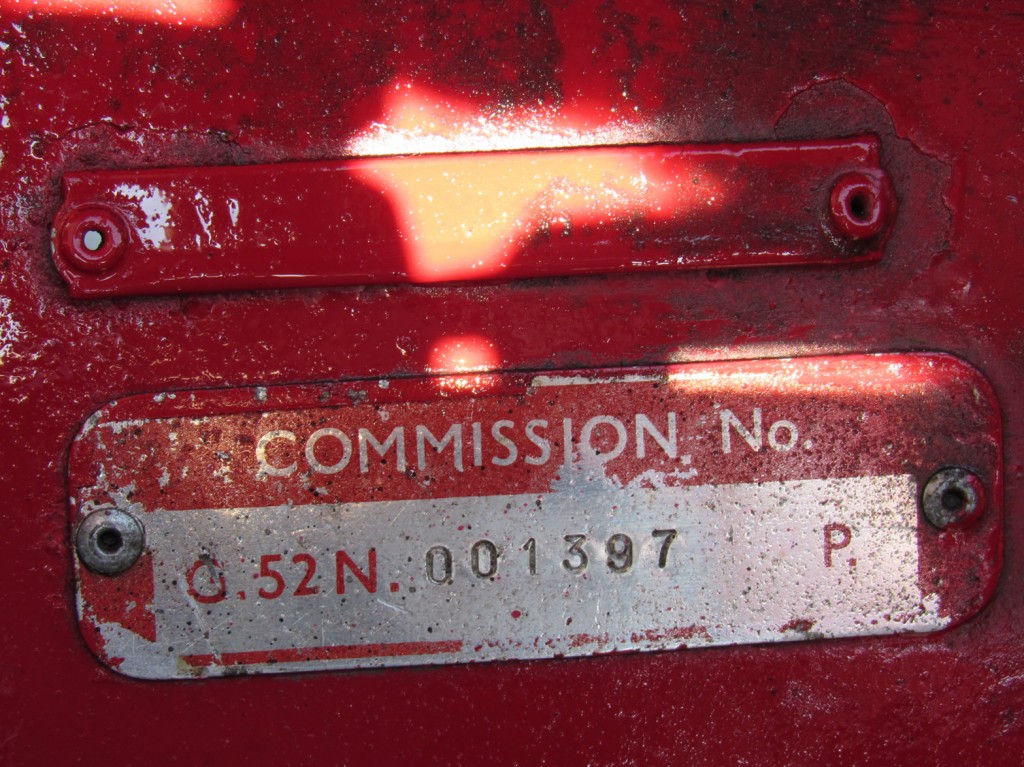 COMMISSION No.
O.52N. 001397 P.